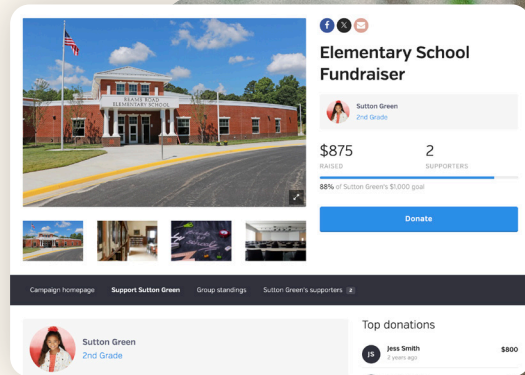 f X
Elementary School
Fundraiser
BEAMS ROAD
ELEMENTARY SCHOOL
Sutton Green
2nd Grade
$875
RAISED
2
SUPPORTERS
88% of Sutton Green's $1,000 goal
Donate
Campaign homepage Support Sutton Green Group standings Sutton Green's supporters 2
Sutton Green
2nd Grade
Top donations
JS Jess Smith $800
2 years ago